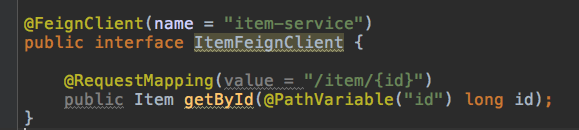 @FeignClient(name = "item-service")
public interface ItemFeignClient {
@RequestMapping(value = "/item/{id}")
public Item getById(@PathVariable("id") long id);
}